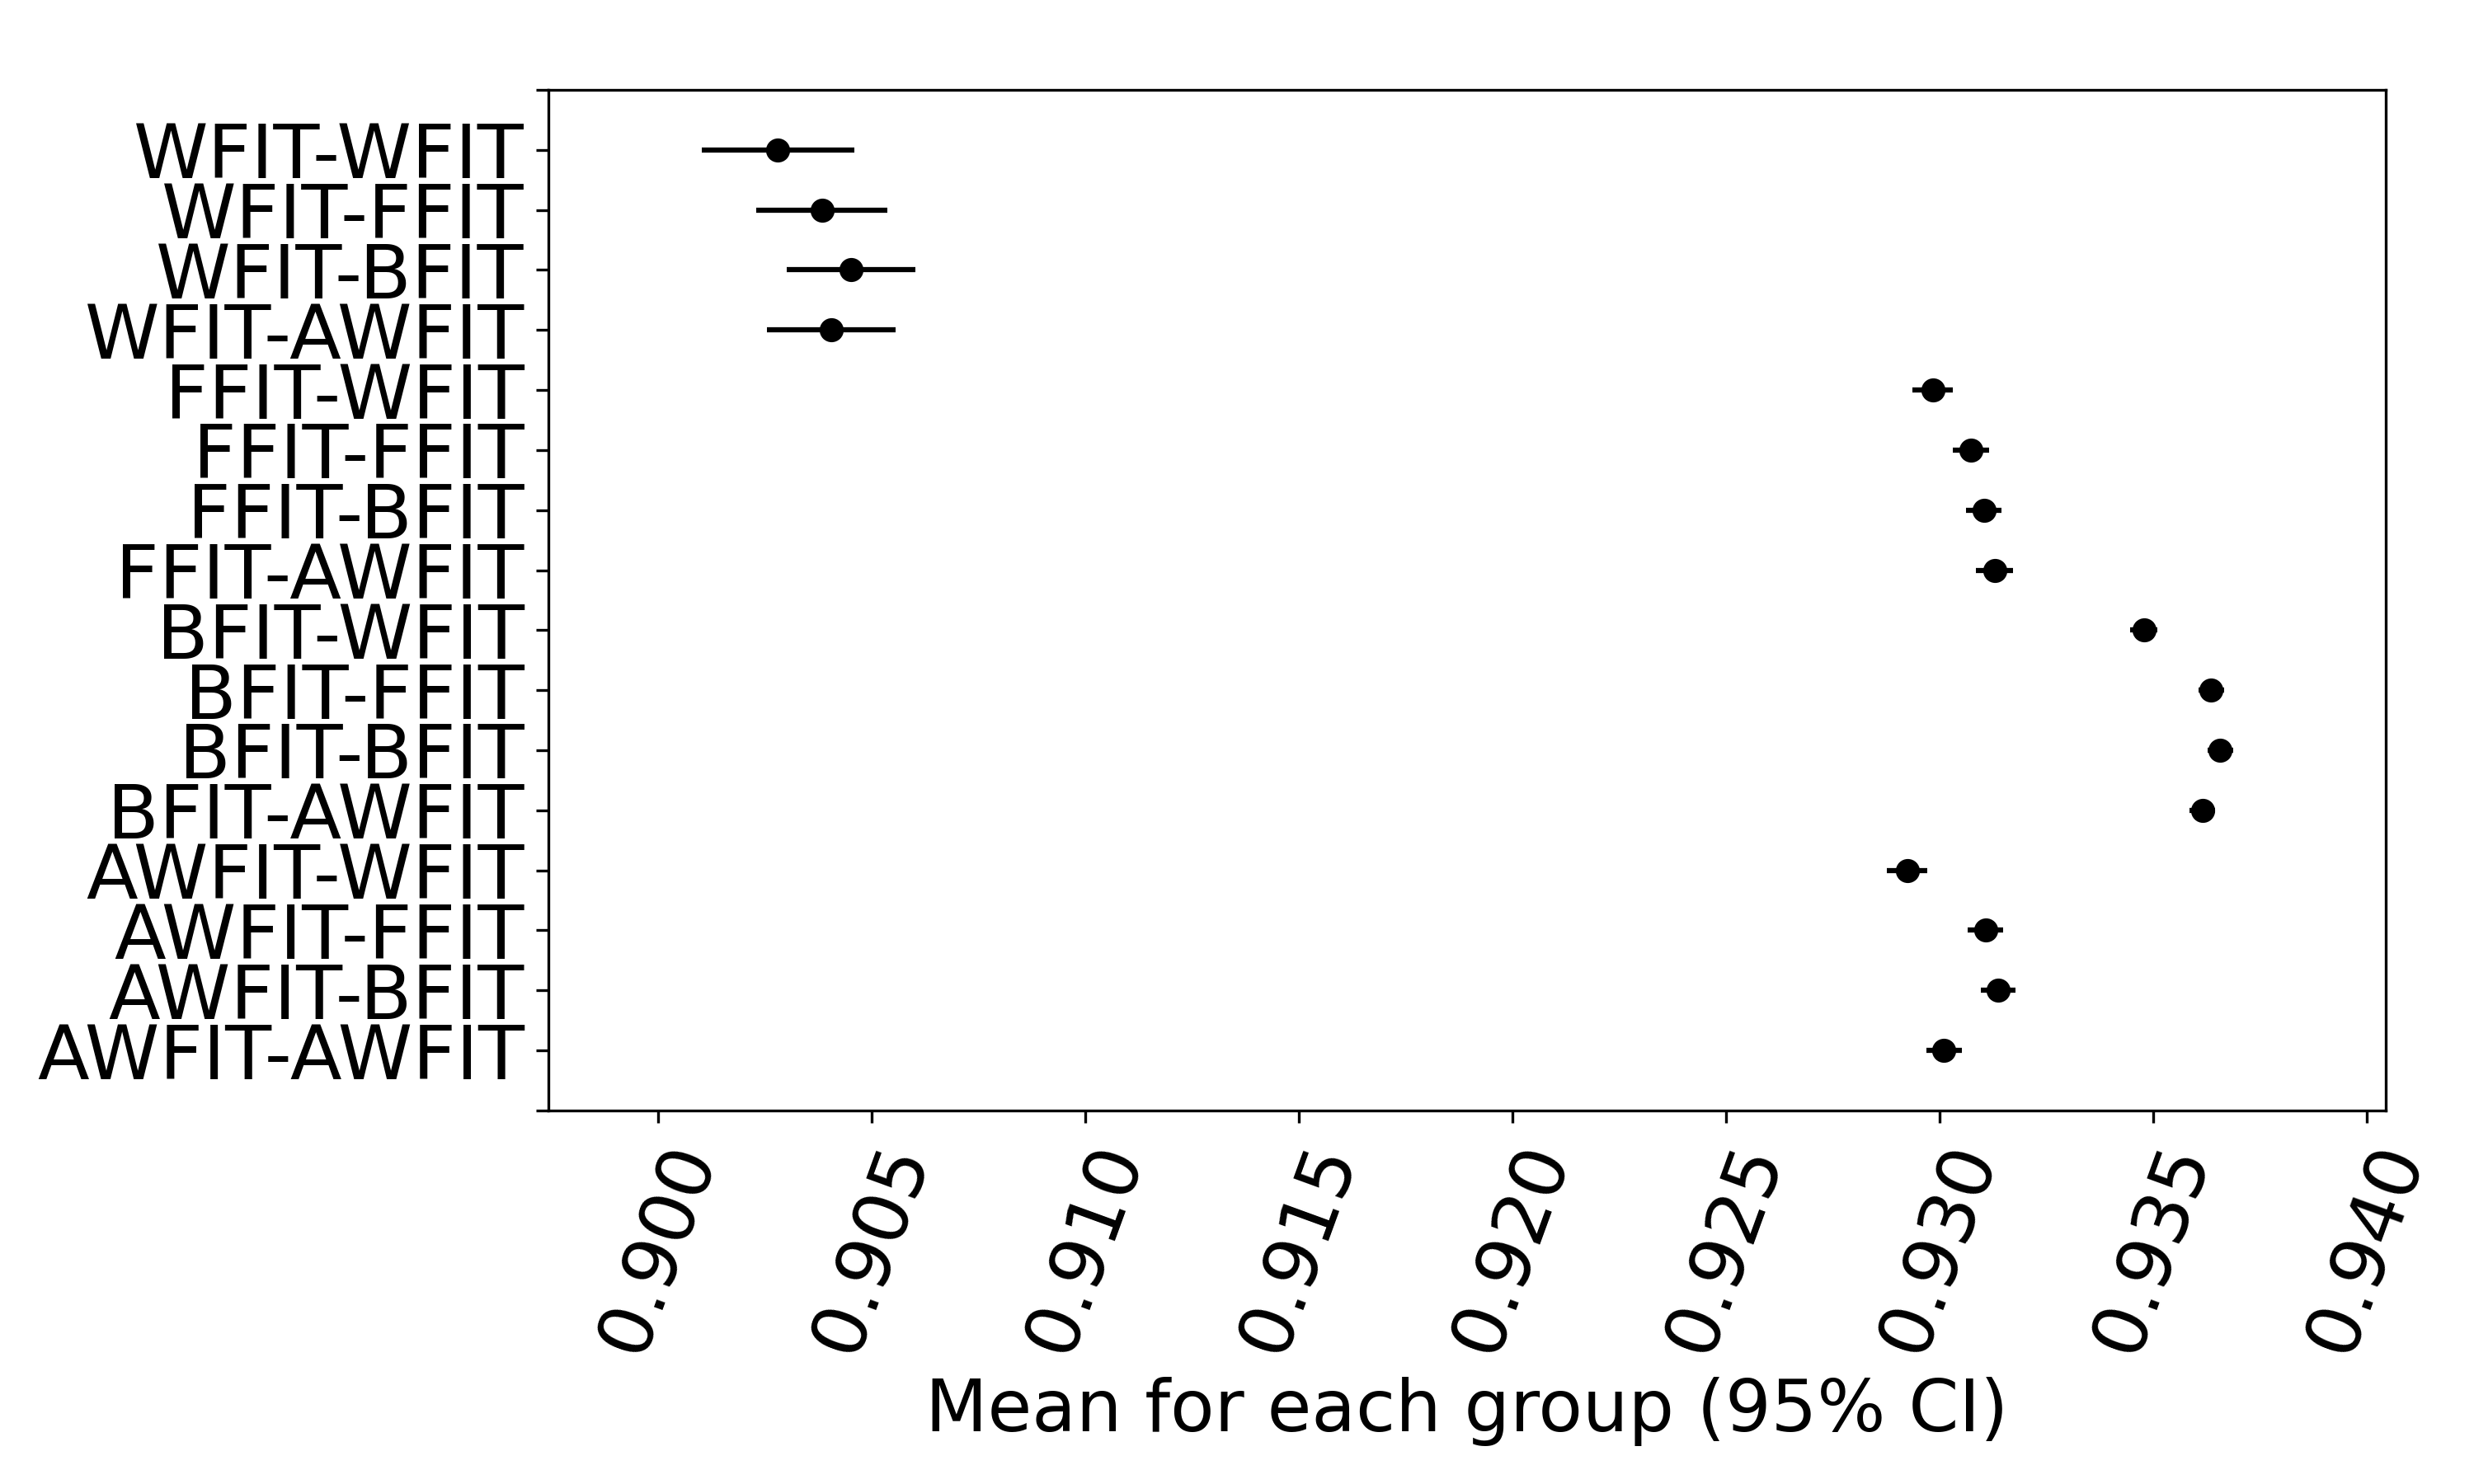 WFIT-WFIT
WFIT-FFIT
WFIT-BFIT
WFIT-AWFIT
FFIT-WFIT
FFIT-FFIT
FFIT-BFIT
FFIT-AWFIT
BFIT-WFIT
BFIT-FFIT
BFIT-BFIT
BFIT-AWFIT
AWFIT-WFIT
AWFIT-FFIT
AWFIT-BFIT
AWFIT-AWFIT
0.900 0.905 0.910 0.915 0.920 0.925 0.930 0.935 0.940
Mean for each group (95% CI)